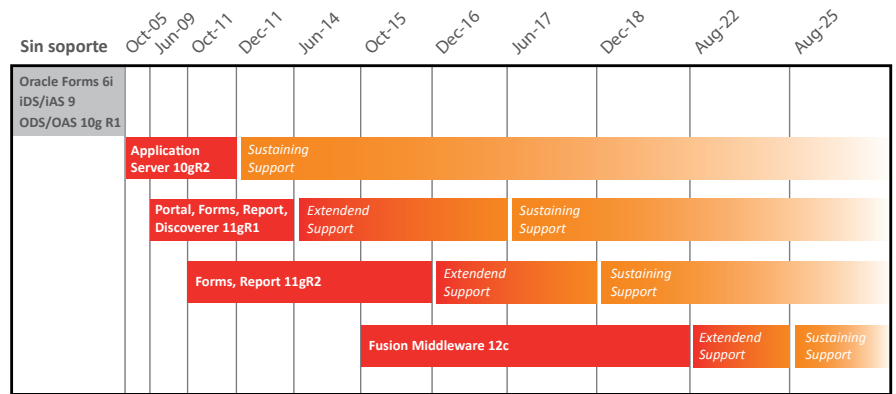 Sin soporte
Oct-05
Jun-09
Oct-11
Dec-11
Jun-14
Oct-15
Dec-16
Jun-17
Dec-18
Aug-22
Aug-25
Oracle Forms 6i
iDS/iAS 9
ODS/OAS 10g R1
Application
Server 10gR2
Sustaining
Support
Portal, Forms, Report,
Discoverer 11gR1
Extendend
Support
Sustaining
Support
Forms, Report 11gR2
Extendend
Support
Sustaining
Support
Fusion Middleware 12c
Extendend
Support
Sustaining
Support